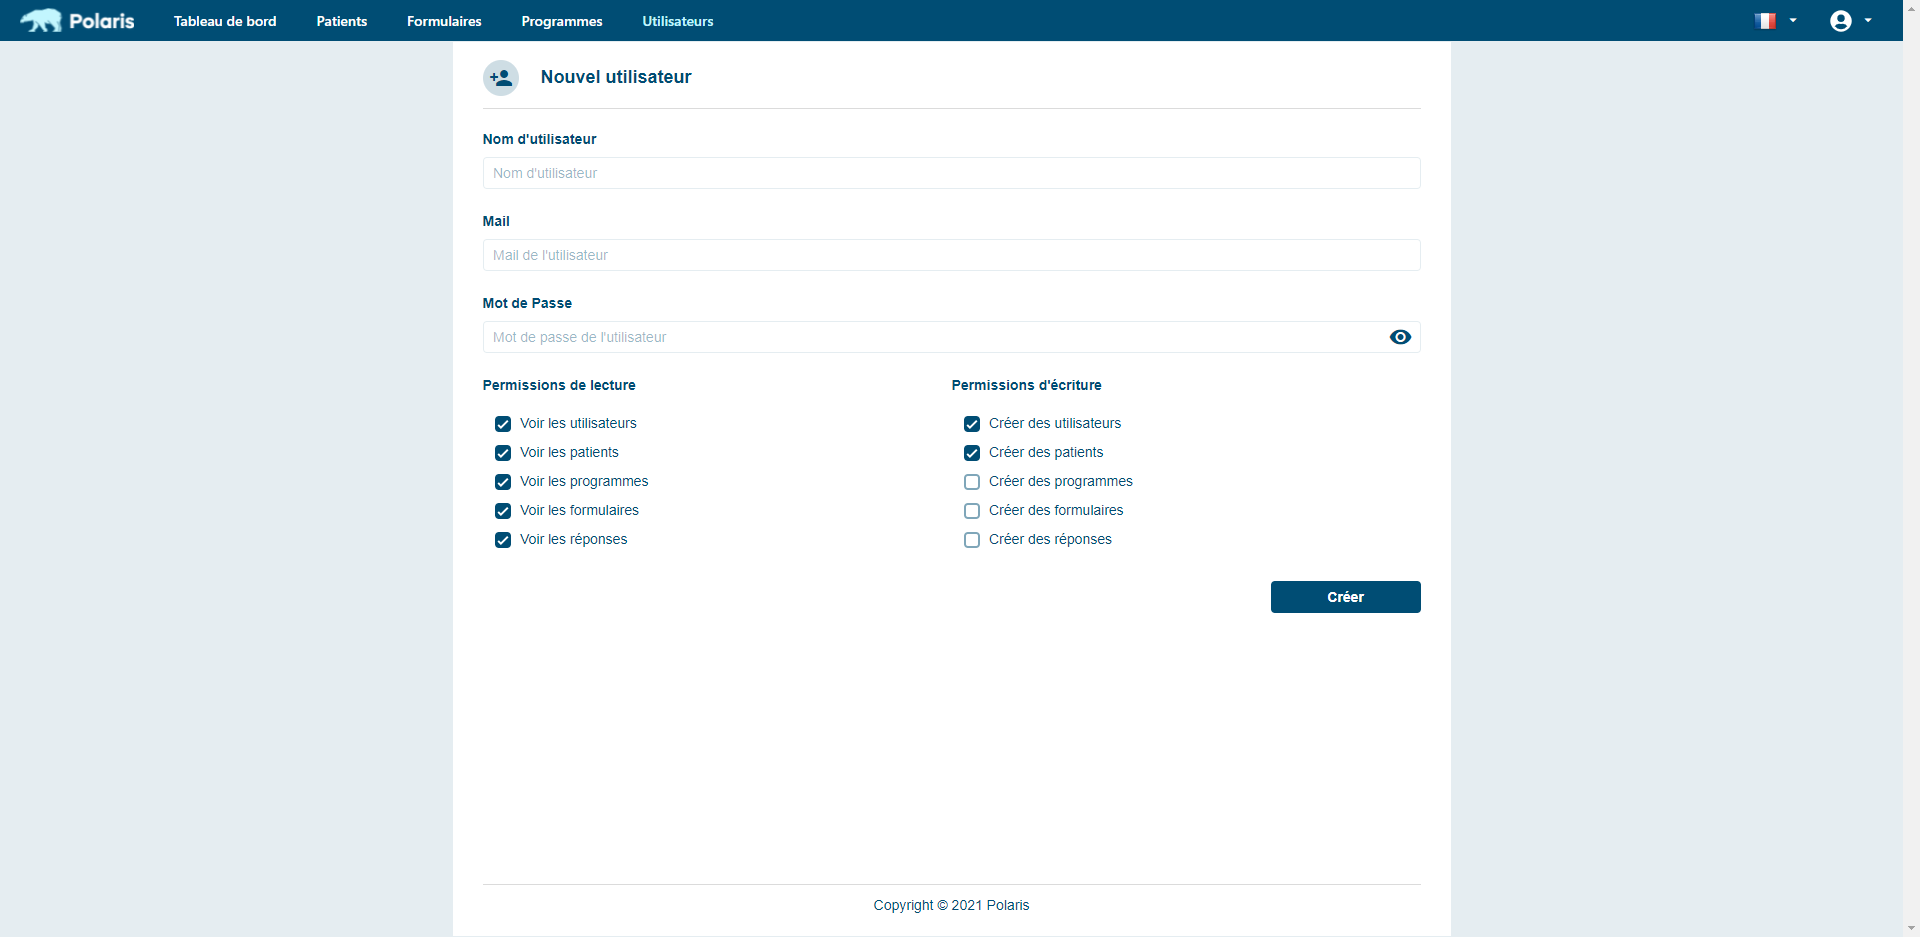 Polaris Tableau de bord Patients Formulaires Programmes Utilisateurs
Nouvel utilisateur
Nom d'utilisateur
Nom d'utilisateur
Mail
Mail de l'utilisateur
Mot de Passe
Mot de passe de l'utilisateur
Permissions de lecture
Voir les utilisateurs
Voir les patients
Voir les programmes
Voir les formulaires
Voir les réponses
Permissions d'écriture
Créer des utilisateurs
Créer des patients
Créer des programmes
Créer des formulaires
Créer des réponses
Créer
Copyright © 2021 Polaris